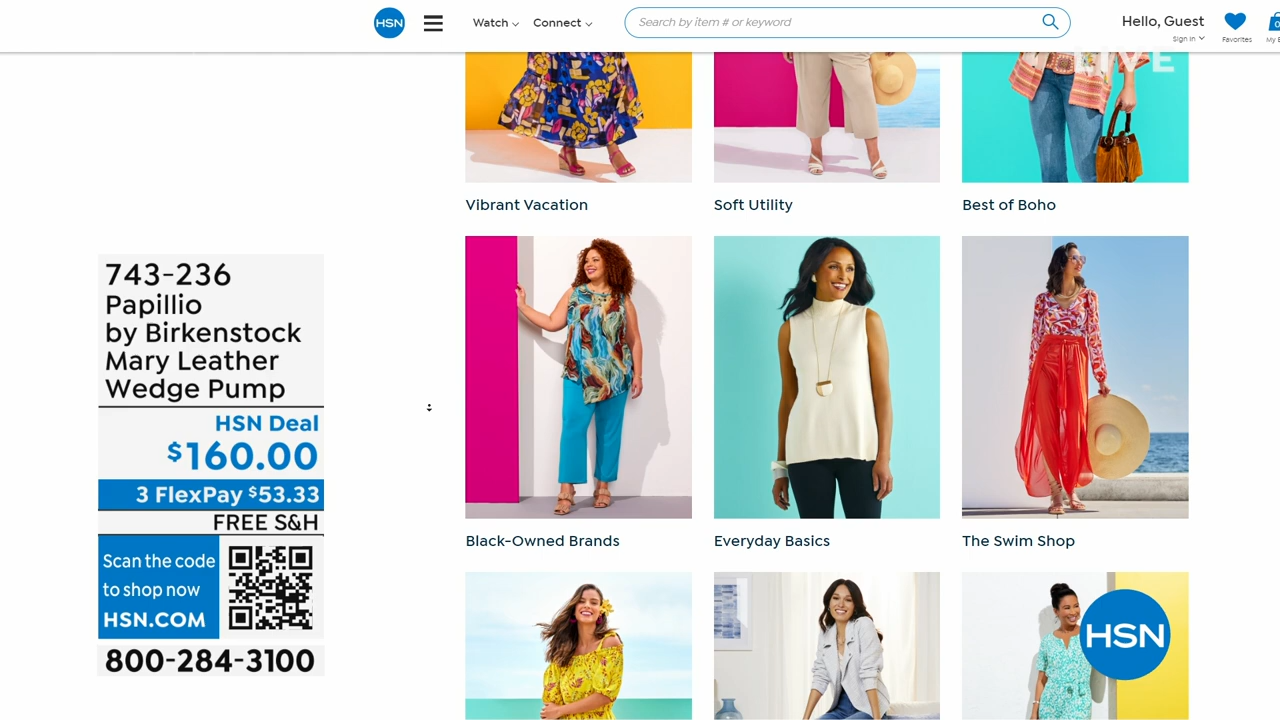 HSN
Watch
Connect
Search by item # or keyword
Hello, Guest
Sign In
Favorites
0
LIVE
Vibrant Vacation
Soft Utility
Best of Boho
743-236
Papillio
by Birkenstock
Mary Leather
Wedge Pump
HSN Deal
$160.00
3 FlexPay $53.33
FREE S&H
Scan the code
to shop now
HSN.COM
800-284-3100
Black-Owned Brands
Everyday Basics
The Swim Shop
HSN